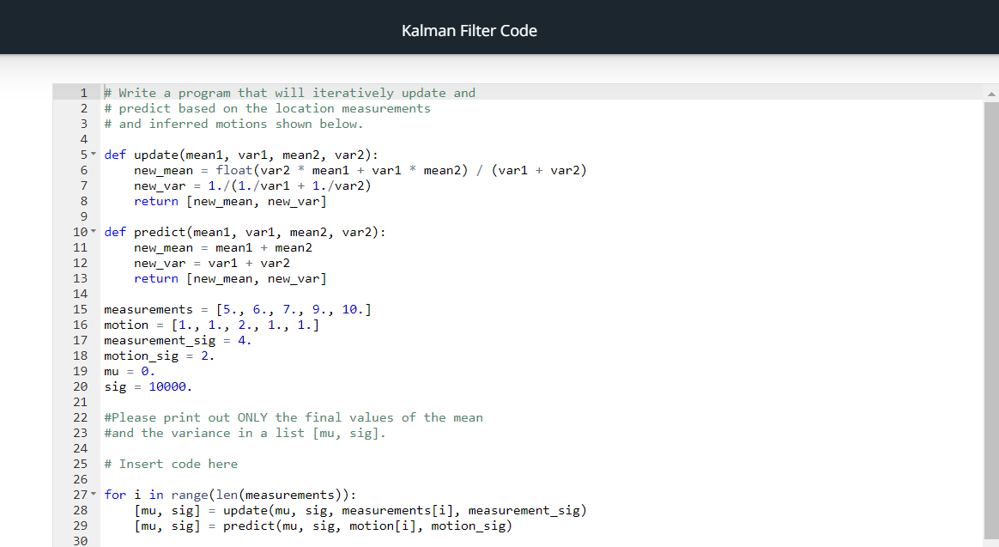 Kalman Filter Code
1 # Write a program that will iteratively update and
2 # predict based on the location measurements
3 # and inferred motions shown below.
4
5 def update(mean1, var1, mean2, var2):
6     new_mean = float(var2 * mean1 + var1 * mean2) / (var1 + var2)
7     new_var = 1./(1./var1 + 1./var2)
8     return [new_mean, new_var]
9
10 def predict(mean1, var1, mean2, var2):
11     new_mean = mean1 + mean2
12     new_var = var1 + var2
13     return [new_mean, new_var]
14
15 measurements = [5., 6., 7., 9., 10.]
16 motion = [1., 1., 2., 1., 1.]
17 measurement_sig = 4.
18 motion_sig = 2.
19 mu = 0.
20 sig = 10000.
21
22 #Please print out ONLY the final values of the mean
23 #and the variance in a list [mu, sig].
24
25 # Insert code here
26
27 for i in range(len(measurements)):
28     [mu, sig] = update(mu, sig, measurements[i], measurement_sig)
29     [mu, sig] = predict(mu, sig, motion[i], motion_sig)
30